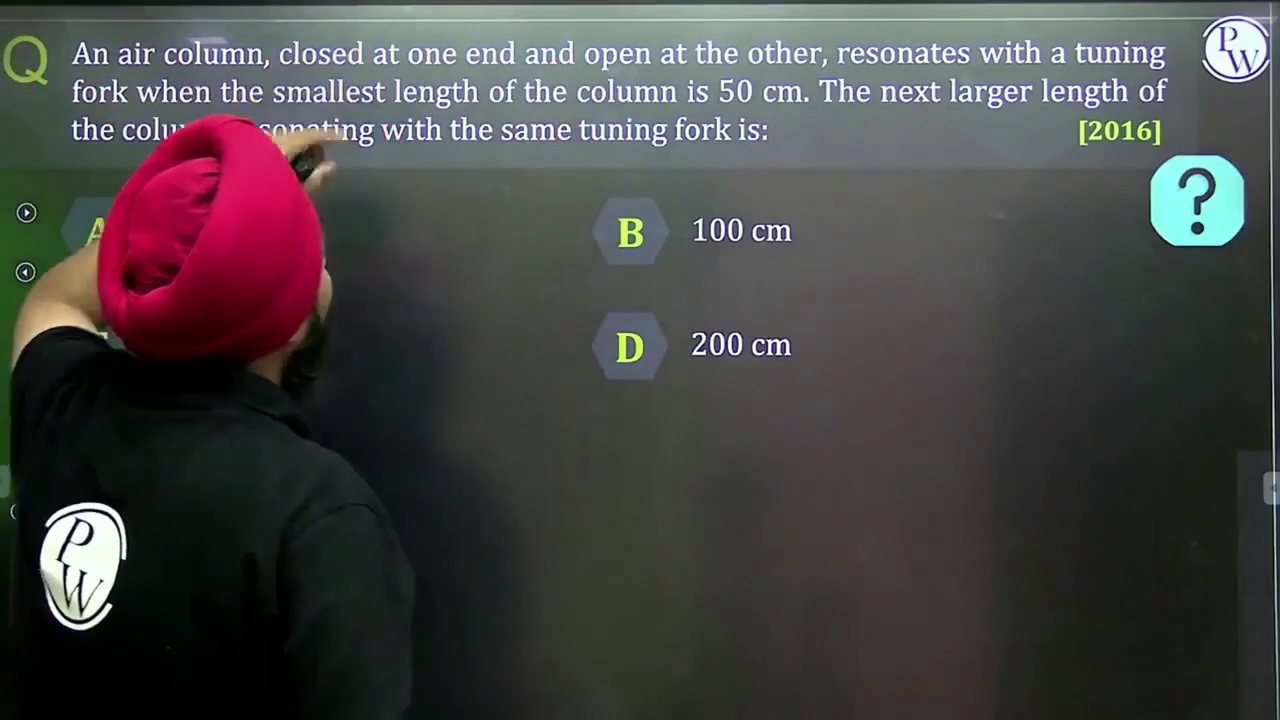 Q An air column, closed at one end and open at the other, resonates with a tuning
fork when the smallest length of the column is 50 cm. The next larger length of
the with the same tuning fork is: [2016]
A
B 100 cm
D 200 cm
PW
PW
?